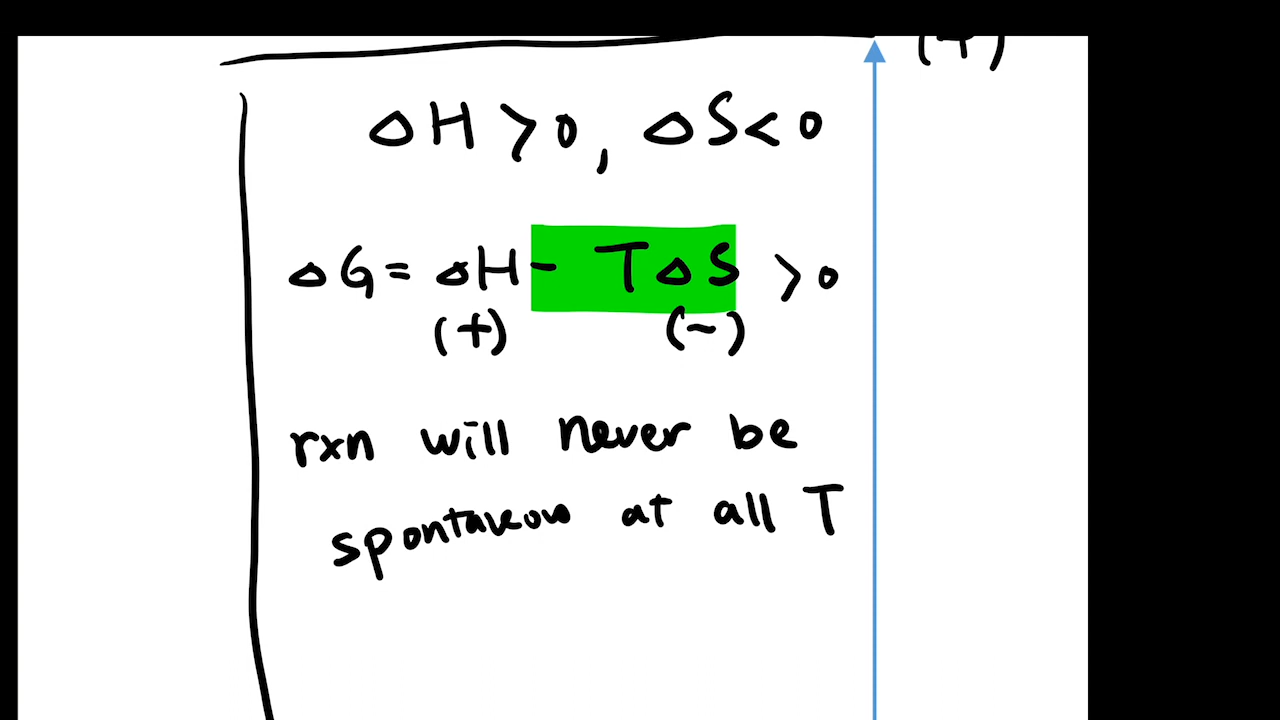 (+)
ΔH>0, ΔS<0
ΔG= ΔH- TΔS >0
(+) (-)
rxn will never be
spontaneous at all T